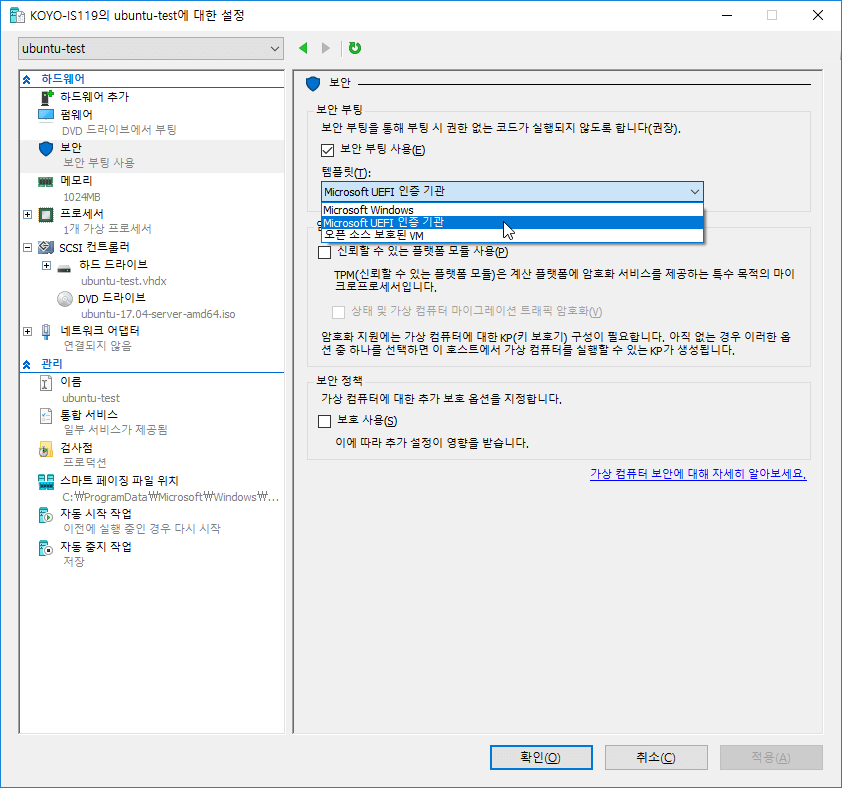 KOYO-IS119의 ubuntu-test에 대한 설정
ubuntu-test
하드웨어
하드웨어 추가
펌웨어
DVD 드라이브에서 부팅
보안
보안 부팅 사용
메모리
1024MB
프로세서
1개 가상 프로세서
SCSI 컨트롤러
하드 드라이브
ubuntu-test.vhdx
DVD 드라이브
ubuntu-17.04-server-amd64.iso
네트워크 어댑터
연결되지 않음
관리
이름
ubuntu-test
통합 서비스
일부 서비스가 제공됨
검사점
프로덕션
스마트 페이징 파일 위치
C:₩ProgramData₩Microsoft₩Windows₩...
자동 시작 작업
이전에 실행 중인 경우 다시 시작
자동 중지 작업
저장
보안
보안 부팅
보안 부팅을 통해 부팅 시 권한 없는 코드가 실행되지 않도록 합니다(권장).
보안 부팅 사용(E)
템플릿(T):
Microsoft UEFI 인증 기관
Microsoft Windows
Microsoft UEFI 인증 기관
오픈 소스 보호된 VM
신뢰할 수 있는 플랫폼 모듈 사용(P)
TPM(신뢰할 수 있는 플랫폼 모듈)은 계산 플랫폼에 암호화 서비스를 제공하는 특수 목적의 마이
크로프로세서입니다.
상태 및 가상 컴퓨터 마이그레이션 트래픽 암호화(V)
암호화 지원에는 가상 컴퓨터에 대한 KP(키 보호기) 구성이 필요합니다. 아직 없는 경우 이러한 옵
션 중 하나를 선택하면 이 호스트에서 가상 컴퓨터를 실행할 수 있는 KP가 생성됩니다.
보안 정책
가상 컴퓨터에 대한 추가 보호 옵션을 지정합니다.
보호 사용(S)
이에 따라 추가 설정이 영향을 받습니다.
가상 컴퓨터 보안에 대해 자세히 알아보세요.
확인(O)
취소(C)
적용(A)